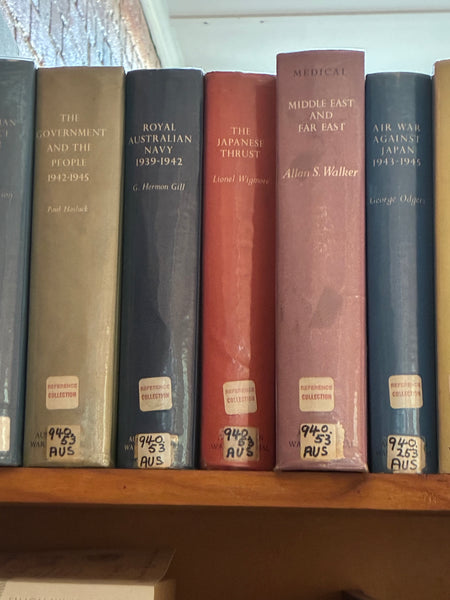 THE
GOVERNMENT
AND THE
PEOPLE
1942-1945
Paul Hasluck
REFERENCE
COLLECTION
940.
53
AUS
ROYAL
AUSTRALIAN
NAVY
1939-1942
G. Hermon Gill
REFERENCE
COLLECTION
940.
53
AUS
THE
JAPANESE
THRUST
Lionel Wigmore
REFERENCE
COLLECTION
940.
53
AUS
MEDICAL
MIDDLE EAST
AND
FAR EAST
Allan S. Walker
REFERENCE
COLLECTION
940.
53
AUS
AIR WAR
AGAINST
JAPAN
1943-1945
George Odgers
REFERENCE
COLLECTION
940.
253
AUS